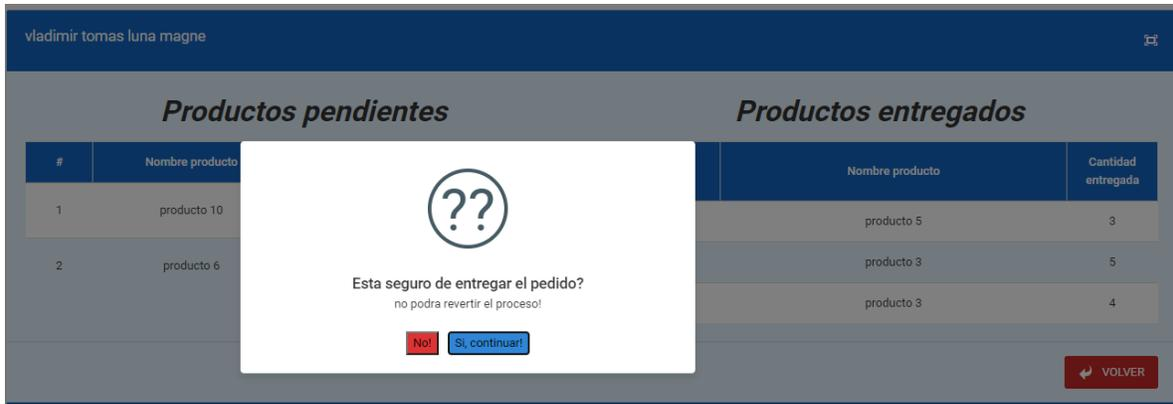 vladimir tomas luna magne
Productos pendientes
# Nombre producto
1 producto 10
2 producto 6
Productos entregados
Nombre producto Cantidad entregada
producto 5 3
producto 3 5
producto 3 4
??
Esta seguro de entregar el pedido?
no podra revertir el proceso!
No! Si, continuar!
VOLVER